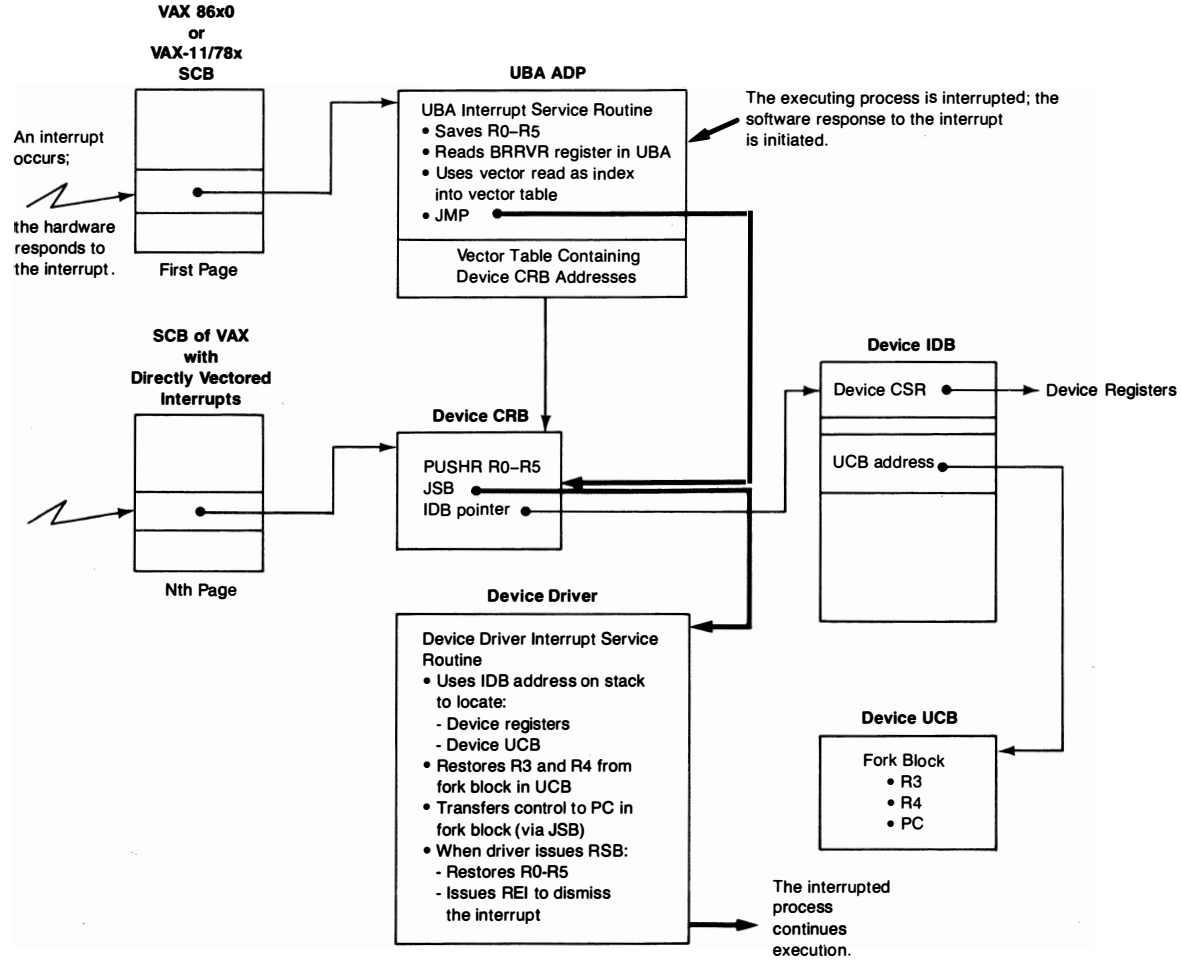 VAX 86x0
or
VAX-11/78x
SCB
An interrupt
occurs;
the hardware
responds to
the interrupt.
First Page
UBA ADP
UBA Interrupt Service Routine
• Saves R0–R5
• Reads BRRVR register in UBA
• Uses vector read as index
into vector table
• JMP
Vector Table Containing
Device CRB Addresses
The executing process is interrupted; the
software response to the interrupt
is initiated.
SCB of VAX
with
Directly Vectored
Interrupts
Nth Page
Device CRB
PUSHR R0–R5
JSB
IDB pointer
Device IDB
Device CSR
Device Registers
UCB address
Device Driver
Device Driver Interrupt Service
Routine
• Uses IDB address on stack
to locate:
- Device registers
- Device UCB
• Restores R3 and R4 from
fork block in UCB
• Transfers control to PC in
fork block (via JSB)
• When driver issues RSB:
- Restores R0-R5
- Issues REI to dismiss
the interrupt
Device UCB
Fork Block
• R3
• R4
• PC
The interrupted
process
continues
execution.